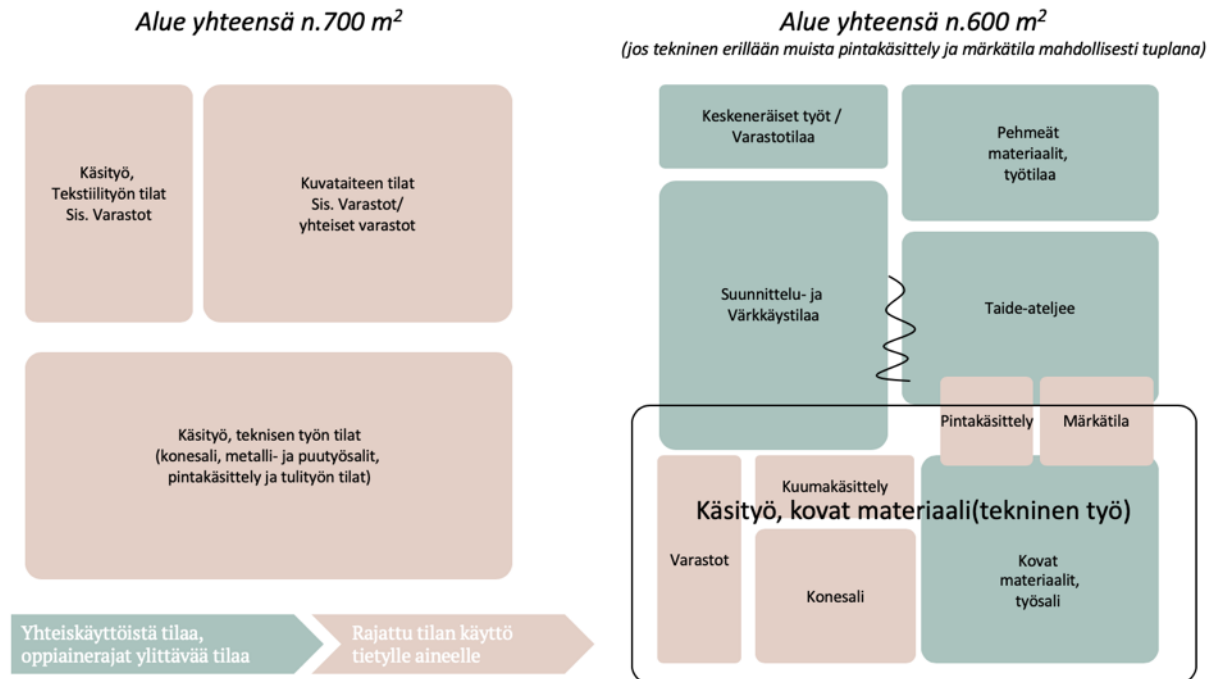 Alue yhteensä n.700 m²
Käsityö,
Tekstiilityön tilat
Sis. Varastot
Kuvataiteen tilat
Sis. Varastot/
yhteiset varastot
Käsityö, teknisen työn tilat
(konesali, metalli- ja puutyösalit,
pintakäsittely ja tulityön tilat)
Yhteiskäyttöistä tilaa,
oppiainerajat ylittävää tilaa
Rajattu tilan käyttö
tietylle aineelle
Alue yhteensä n.600 m²
(jos tekninen erillään muista pintakäsittely ja märkätila mahdollisesti tuplana)
Keskeneräiset työt /
Varastotilaa
Pehmeät
materiaalit,
työtilaa
Suunnittelu- ja
Värkkäystilaa
Taide-ateljee
Pintakäsittely
Märkätila
Kuumakäsittely
Käsityö, kovat materiaali(tekninen työ)
Varastot
Konesali
Kovat
materiaalit,
työsali